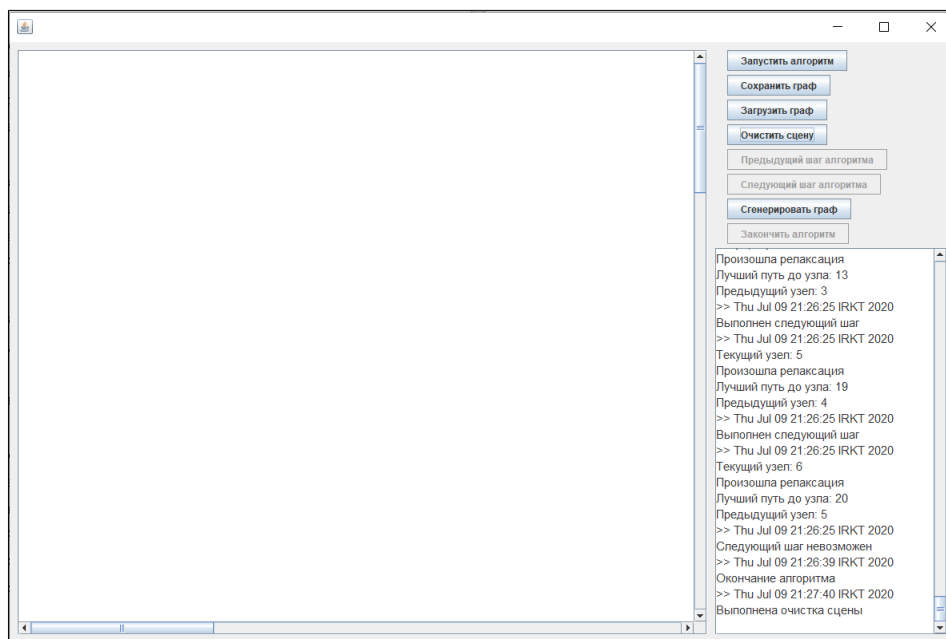 Запустить алгоритм
Сохранить граф
Загрузить граф
Очистить сцену
Предыдущий шаг алгоритма
Следующий шаг алгоритма
Сгенерировать граф
Закончить алгоритм
Произошла релаксация
Лучший путь до узла: 13
Предыдущий узел: 3
>> Thu Jul 09 21:26:25 IRKT 2020
Выполнен следующий шаг
>> Thu Jul 09 21:26:25 IRKT 2020
Текущий узел: 5
Произошла релаксация
Лучший путь до узла: 19
Предыдущий узел: 4
>> Thu Jul 09 21:26:25 IRKT 2020
Выполнен следующий шаг
>> Thu Jul 09 21:26:25 IRKT 2020
Текущий узел: 6
Произошла релаксация
Лучший путь до узла: 20
Предыдущий узел: 5
>> Thu Jul 09 21:26:25 IRKT 2020
Следующий шаг невозможен
>> Thu Jul 09 21:26:39 IRKT 2020
Окончание алгоритма
>> Thu Jul 09 21:27:40 IRKT 2020
Выполнена очистка сцены